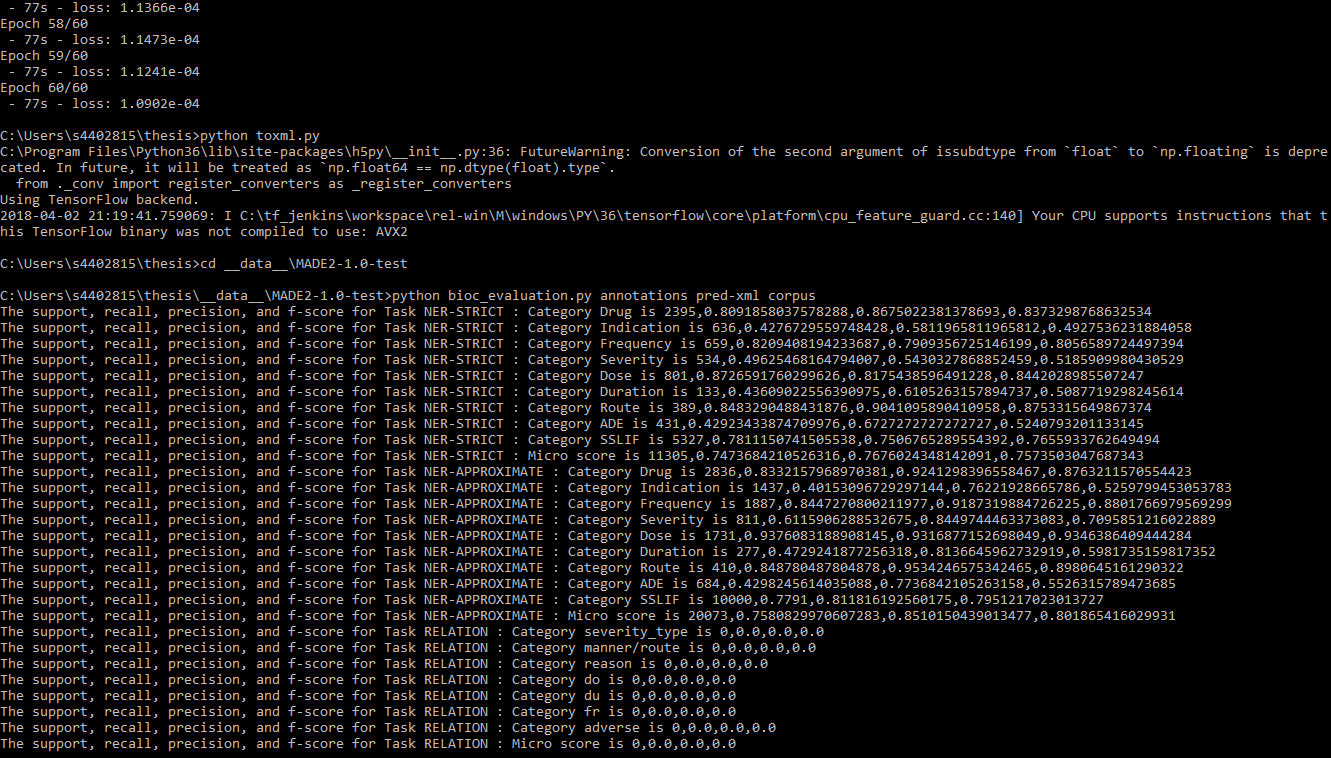 - 77s - loss: 1.1366e-04
Epoch 58/60
 - 77s - loss: 1.1473e-04
Epoch 59/60
 - 77s - loss: 1.1241e-04
Epoch 60/60
 - 77s - loss: 1.0902e-04
C:\Users\s4402815\thesis>python toxml.py
C:\Program Files\Python36\lib\site-packages\h5py\__init__.py:36: FutureWarning: Conversion of the second argument of issubdtype from `float` to `np.floating` is depre
cated. In future, it will be treated as `np.float64 == np.dtype(float).type`.
  from ._conv import register_converters as _register_converters
Using TensorFlow backend.
2018-04-02 21:19:41.759069: I C:\tf_jenkins\workspace\rel-win\M\windows\PY\36\tensorflow\core\platform\cpu_feature_guard.cc:140] Your CPU supports instructions that t
his TensorFlow binary was not compiled to use: AVX2
C:\Users\s4402815\thesis>cd __data__\MADE2-1.0-test
C:\Users\s4402815\thesis\__data__\MADE2-1.0-test>python bioc_evaluation.py annotations pred-xml corpus
The support, recall, precision, and f-score for Task NER-STRICT : Category Drug is 2395,0.8091858037578288,0.8675022381378693,0.8373298768632534
The support, recall, precision, and f-score for Task NER-STRICT : Category Indication is 636,0.4276729559748428,0.5811965811965812,0.4927536231884058
The support, recall, precision, and f-score for Task NER-STRICT : Category Frequency is 659,0.8209408194233687,0.7909356725146199,0.8056589724497394
The support, recall, precision, and f-score for Task NER-STRICT : Category Severity is 534,0.49625468164794007,0.5430327868852459,0.5185909980430529
The support, recall, precision, and f-score for Task NER-STRICT : Category Dose is 801,0.8726591760299626,0.8175438596491228,0.8442028985507247
The support, recall, precision, and f-score for Task NER-STRICT : Category Duration is 133,0.43609022556390975,0.6105263157894737,0.5087719298245614
The support, recall, precision, and f-score for Task NER-STRICT : Category Route is 389,0.8483290488431876,0.9041095890410958,0.8753315649867374
The support, recall, precision, and f-score for Task NER-STRICT : Category ADE is 431,0.42923433874709976,0.6727272727272727,0.5240793201133145
The support, recall, precision, and f-score for Task NER-STRICT : Category SSLIF is 5327,0.7811150741505538,0.7506765289554392,0.7655933762649494
The support, recall, precision, and f-score for Task NER-STRICT : Micro score is 11305,0.7473684210526316,0.7676024348142091,0.7573503047687343
The support, recall, precision, and f-score for Task NER-APPROXIMATE : Category Drug is 2836,0.8332157968970381,0.9241298396558467,0.8763211570554423
The support, recall, precision, and f-score for Task NER-APPROXIMATE : Category Indication is 1437,0.40153096729297144,0.76221928665786,0.5259799453053783
The support, recall, precision, and f-score for Task NER-APPROXIMATE : Category Frequency is 1887,0.8447270800211977,0.9187319884726225,0.8801766979569299
The support, recall, precision, and f-score for Task NER-APPROXIMATE : Category Severity is 811,0.6115906288532675,0.8449744463373083,0.7095851216022889
The support, recall, precision, and f-score for Task NER-APPROXIMATE : Category Dose is 1731,0.9376083188908145,0.9316877152698049,0.9346386409444284
The support, recall, precision, and f-score for Task NER-APPROXIMATE : Category Duration is 277,0.4729241877256318,0.8136645962732919,0.5981735159817352
The support, recall, precision, and f-score for Task NER-APPROXIMATE : Category Route is 410,0.848780487804878,0.9534246575342465,0.8980645161290322
The support, recall, precision, and f-score for Task NER-APPROXIMATE : Category ADE is 684,0.4298245614035088,0.7736842105263158,0.5526315789473685
The support, recall, precision, and f-score for Task NER-APPROXIMATE : Category SSLIF is 10000,0.7791,0.811816192560175,0.7951217023013727
The support, recall, precision, and f-score for Task NER-APPROXIMATE : Micro score is 20073,0.7580829970607283,0.8510150439013477,0.801865416029931
The support, recall, precision, and f-score for Task RELATION : Category severity_type is 0,0.0,0.0,0.0
The support, recall, precision, and f-score for Task RELATION : Category manner/route is 0,0.0,0.0,0.0
The support, recall, precision, and f-score for Task RELATION : Category reason is 0,0.0,0.0,0.0
The support, recall, precision, and f-score for Task RELATION : Category do is 0,0.0,0.0,0.0
The support, recall, precision, and f-score for Task RELATION : Category du is 0,0.0,0.0,0.0
The support, recall, precision, and f-score for Task RELATION : Category fr is 0,0.0,0.0,0.0
The support, recall, precision, and f-score for Task RELATION : Category adverse is 0,0.0,0.0,0.0
The support, recall, precision, and f-score for Task RELATION : Micro score is 0,0.0,0.0,0.0